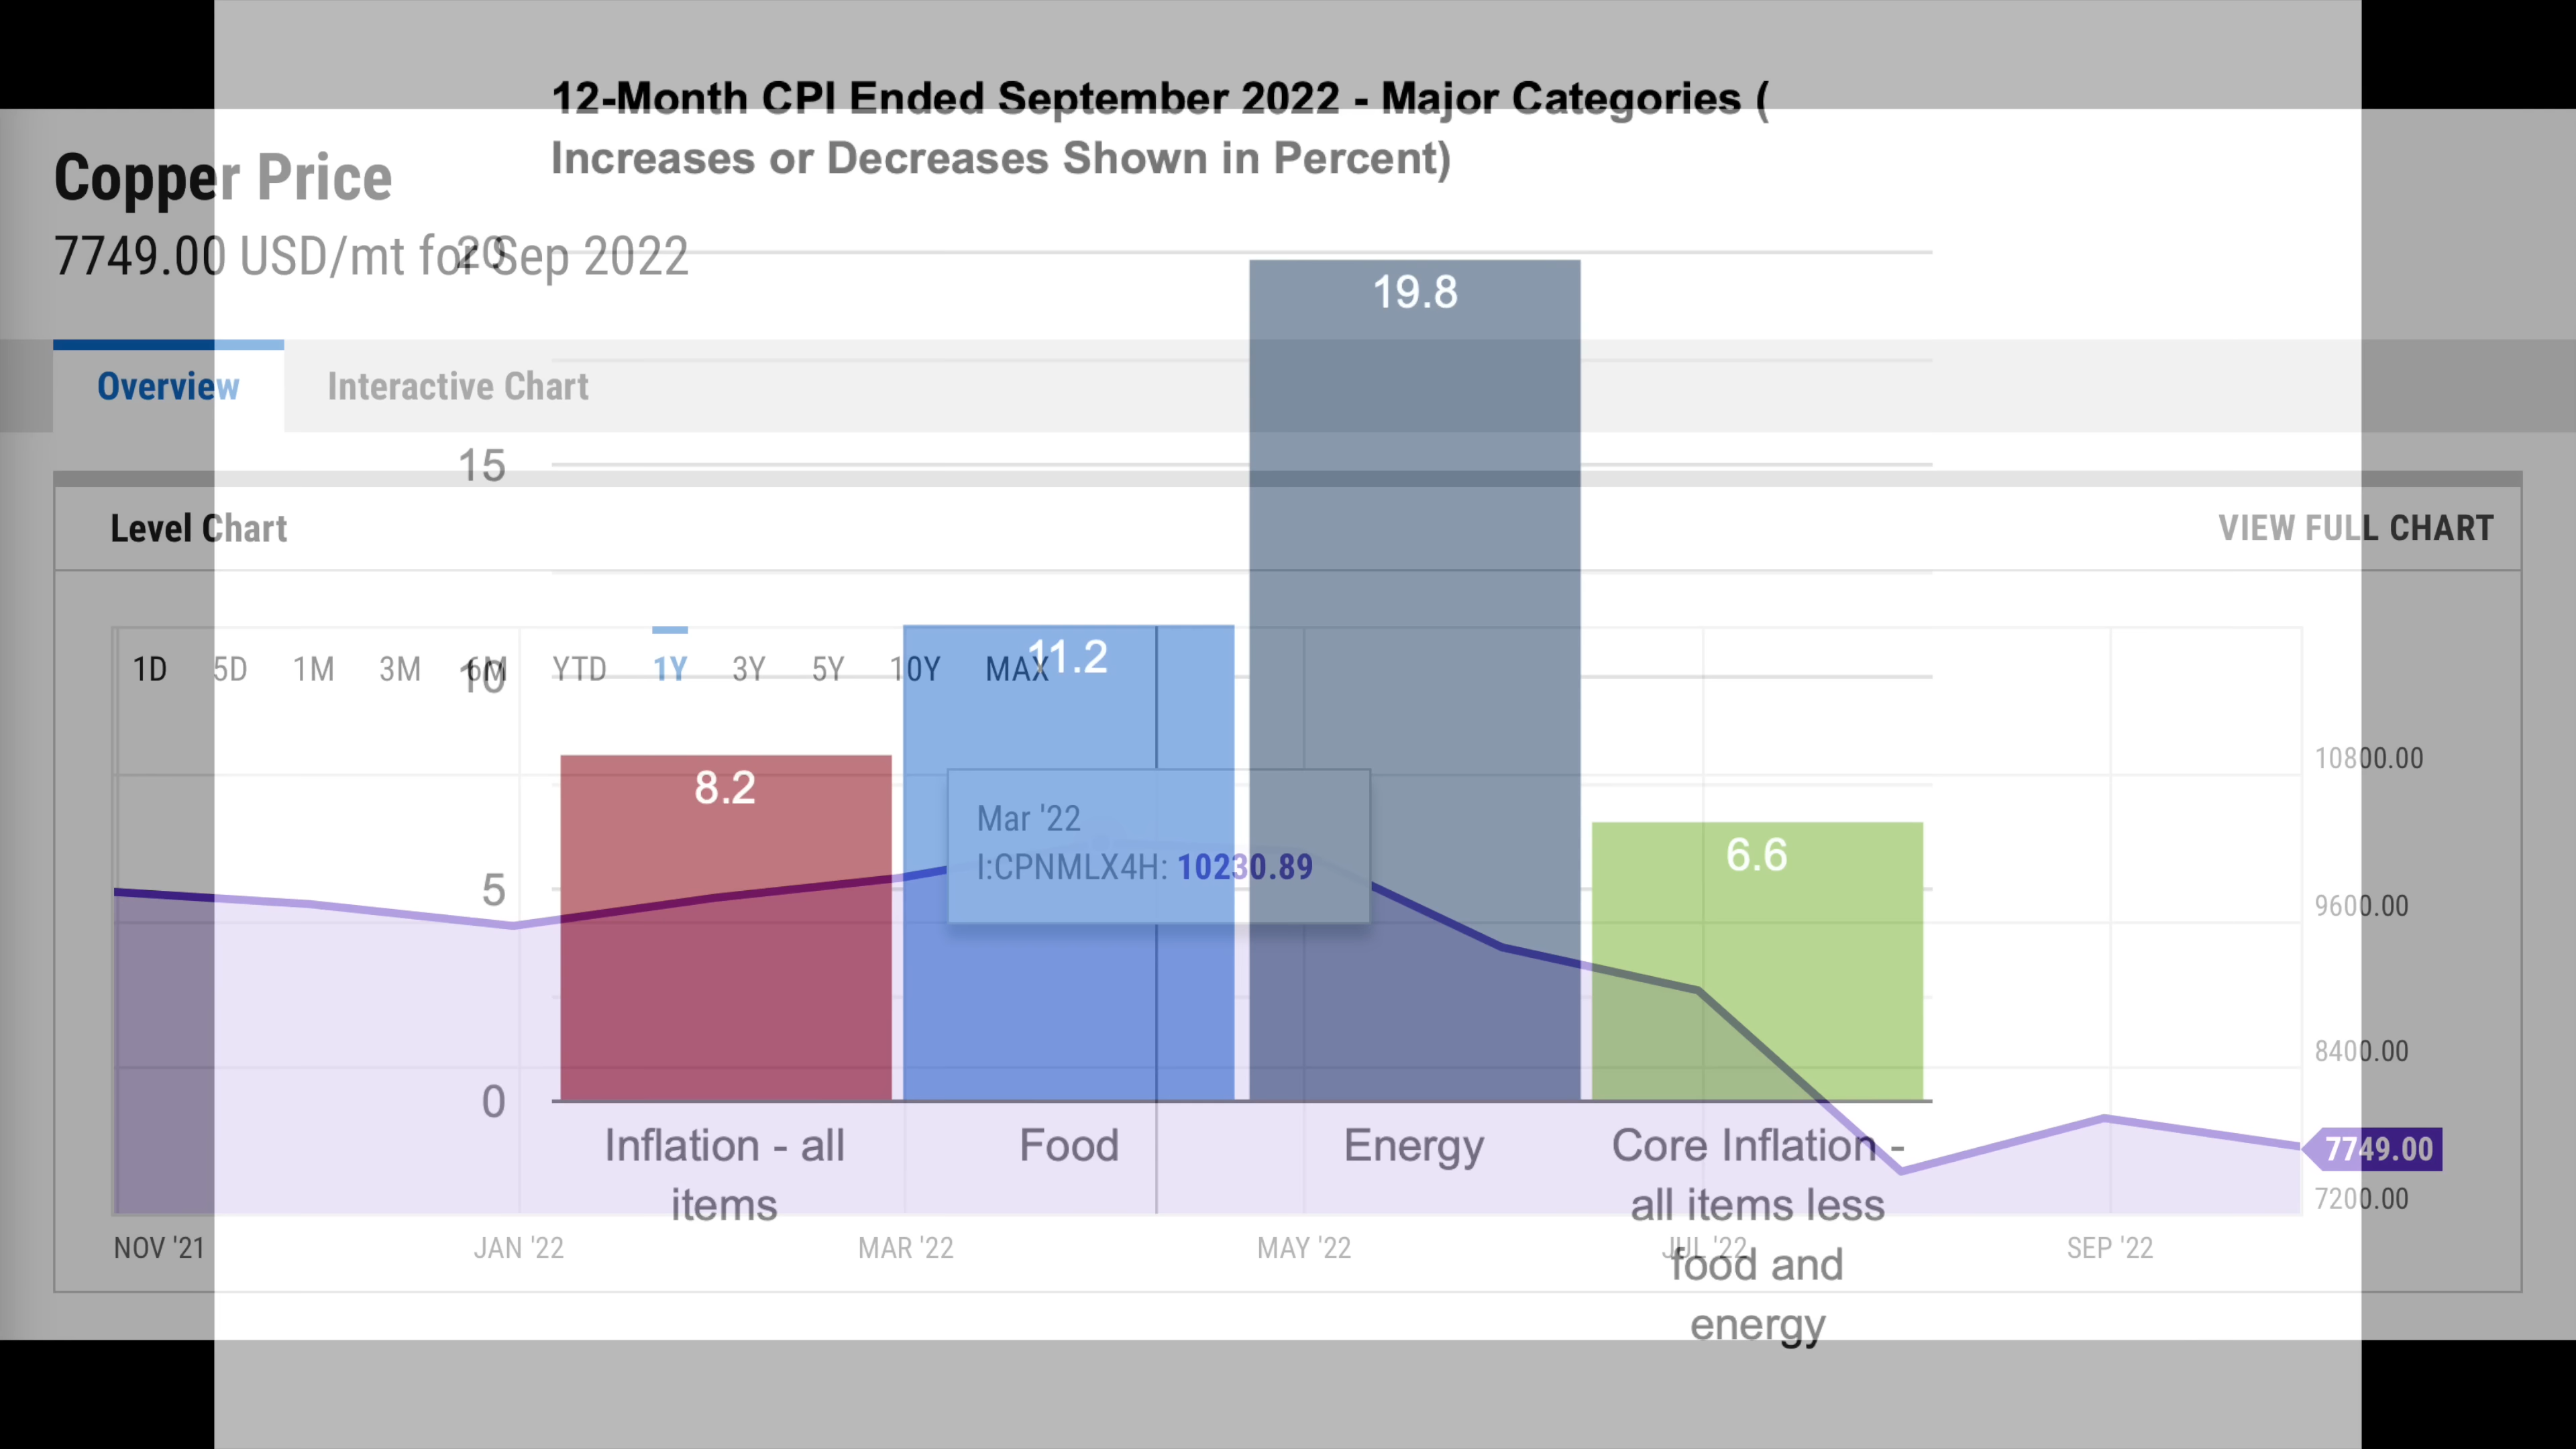 12-Month CPI Ended September 2022 - Major Categories (
Increases or Decreases Shown in Percent)
Copper Price
7749.00 USD/mt for Sep 2022
20
19.8
Overview
Interactive Chart
15
Level Chart
VIEW FULL CHART
1D 5D 1M 3M 6M YTD 1Y 3Y 5Y 10Y MAX
10
11.2
10800.00
8.2
Mar '22
I:CPNMLX4H: 10230.89
6.6
5
9600.00
8400.00
0
Inflation - all
items
Food
Energy
Core Inflation -
all items less
food and
energy
7749.00
7200.00
NOV '21
JAN '22
MAR '22
MAY '22
JUL '22
SEP '22